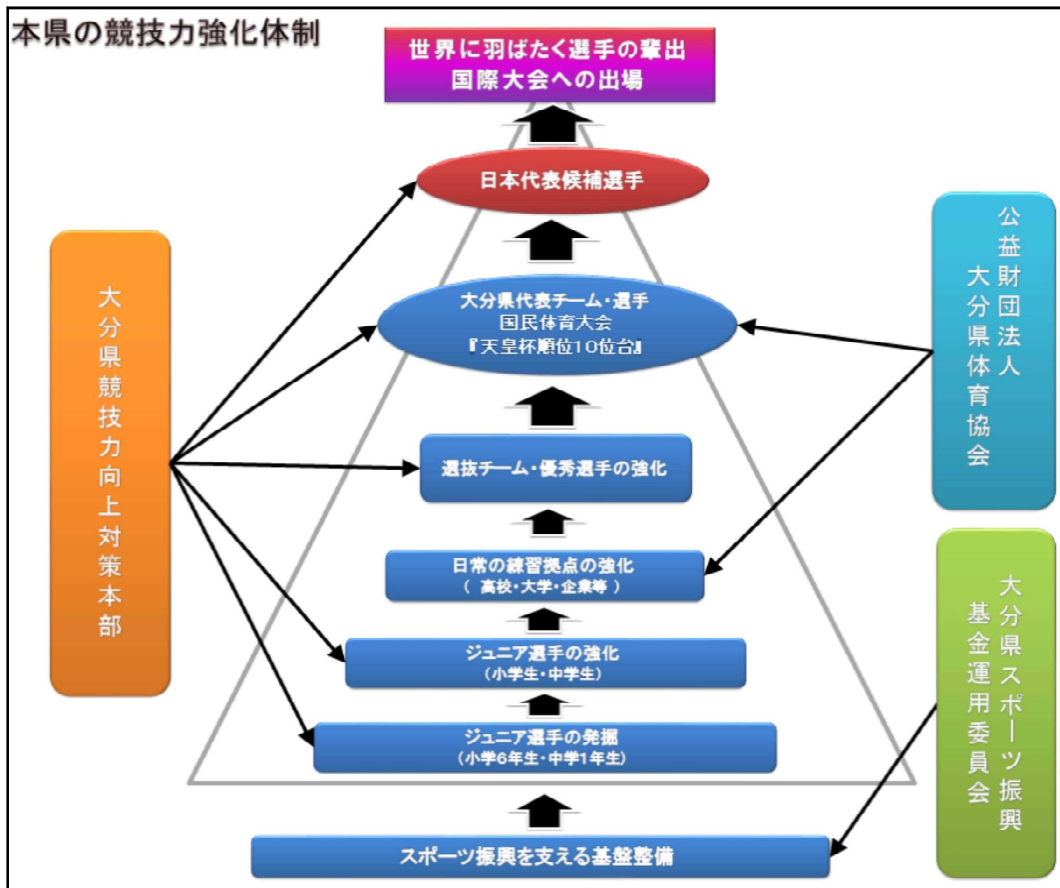 本県の競技力強化体制
世界に羽ばたく選手の輩出
国際大会への出場
日本代表候補選手
大分県代表チーム・選手
国民体育大会
『天皇杯順位10位台』
選抜チーム・優秀選手の強化
日常の練習拠点の強化
( 高校・大学・企業等 )
ジュニア選手の強化
(小学生・中学生)
ジュニア選手の発掘
(小学6年生・中学1年生)
スポーツ振興を支える基盤整備
大分県競技力向上対策本部
公益財団法人
大分県体育協会
大分県スポーツ振興
基金運用委員会